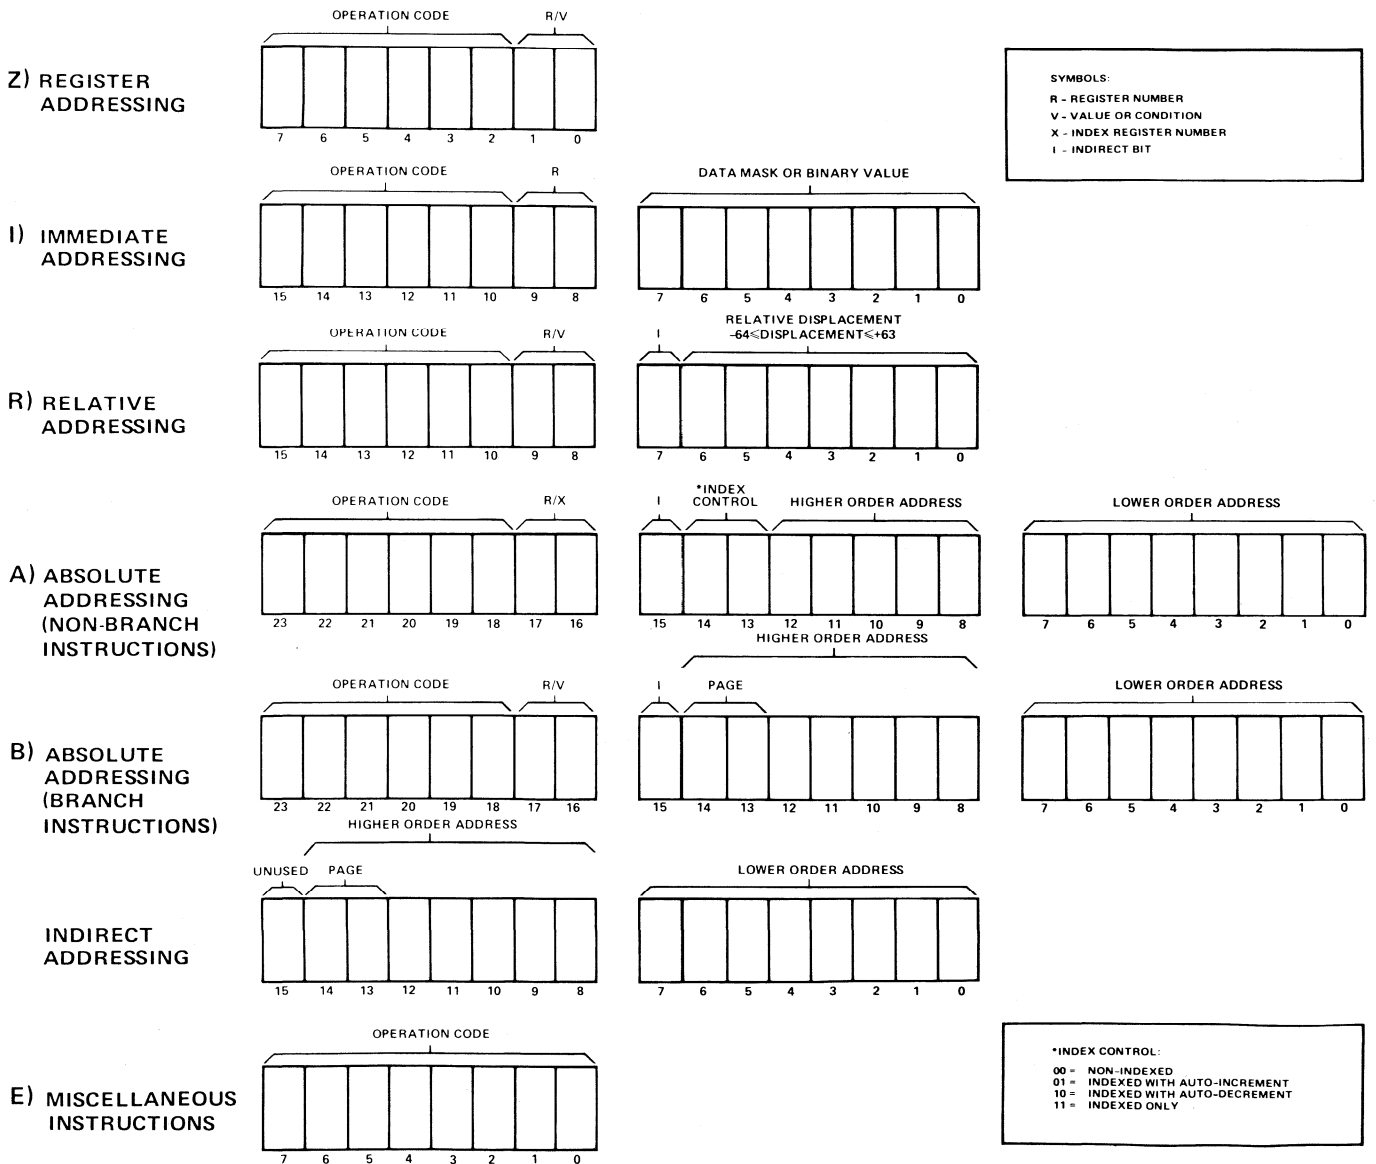 OPERATION CODE R/V
Z) REGISTER
ADDRESSING
7 6 5 4 3 2 1 0
SYMBOLS:
R - REGISTER NUMBER
V - VALUE OR CONDITION
X - INDEX REGISTER NUMBER
I - INDIRECT BIT
OPERATION CODE R DATA MASK OR BINARY VALUE
I) IMMEDIATE
ADDRESSING
15 14 13 12 11 10 9 8 7 6 5 4 3 2 1 0
OPERATION CODE R/V I RELATIVE DISPLACEMENT
-64≤DISPLACEMENT≤+63
R) RELATIVE
ADDRESSING
15 14 13 12 11 10 9 8 7 6 5 4 3 2 1 0
OPERATION CODE R/X I *INDEX
CONTROL HIGHER ORDER ADDRESS LOWER ORDER ADDRESS
A) ABSOLUTE
ADDRESSING
(NON-BRANCH
INSTRUCTIONS)
23 22 21 20 19 18 17 16 15 14 13 12 11 10 9 8 7 6 5 4 3 2 1 0
HIGHER ORDER ADDRESS
OPERATION CODE R/V I PAGE LOWER ORDER ADDRESS
B) ABSOLUTE
ADDRESSING
(BRANCH
INSTRUCTIONS)
23 22 21 20 19 18 17 16 15 14 13 12 11 10 9 8 7 6 5 4 3 2 1 0
HIGHER ORDER ADDRESS
UNUSED PAGE LOWER ORDER ADDRESS
INDIRECT
ADDRESSING
15 14 13 12 11 10 9 8 7 6 5 4 3 2 1 0
OPERATION CODE
E) MISCELLANEOUS
INSTRUCTIONS
7 6 5 4 3 2 1 0
*INDEX CONTROL:
00 = NON-INDEXED
01 = INDEXED WITH AUTO-INCREMENT
10 = INDEXED WITH AUTO-DECREMENT
11 = INDEXED ONLY